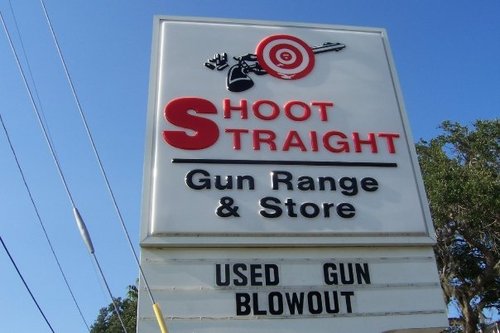 SHOOT
STRAIGHT
Gun Range
& Store
USED GUN
BLOWOUT